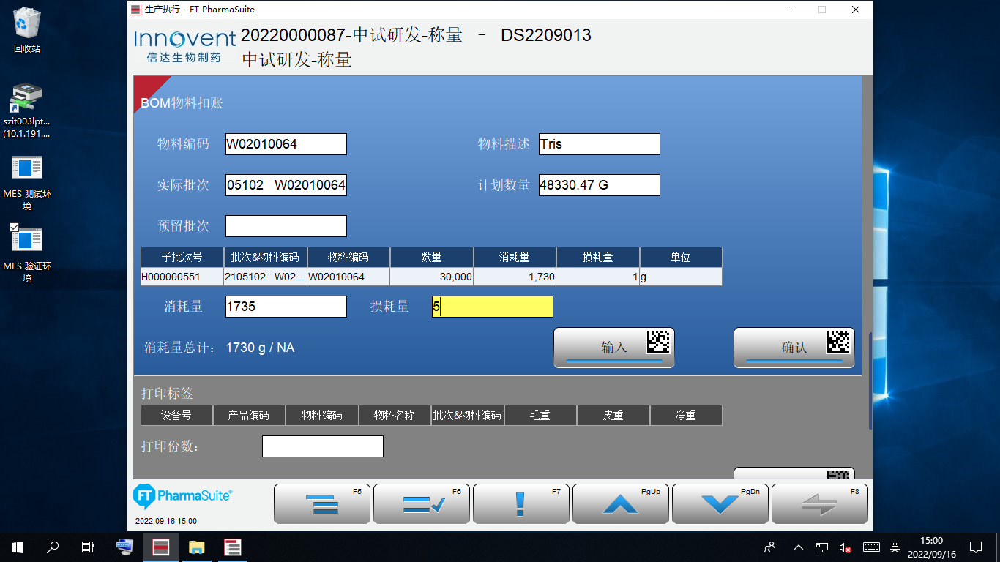 回收站
szit003lpt...
(10.1.191....
MES 测试环
境
MES 验证环
境
生产执行 - FT PharmaSuite
Innovent
信达生物制药
20220000087-中试研发-称量 - DS2209013
中试研发-称量
BOM物料扣账
物料编码 W02010064 物料描述 Tris
实际批次 05102 W02010064 计划数量 48330.47 G
预留批次
子批次号 批次&物料编码 物料编码 数量 消耗量 损耗量 单位
H000000551 2105102 W02... W02010064 30,000 1,730 1 g
消耗量 1735 损耗量 5
消耗量总计： 1730 g / NA 输入 确认
打印标签
设备号 产品编码 物料编码 物料名称 批次&物料编码 毛重 皮重 净重
打印份数：
FT PharmaSuite®
F5 F6 F7 PgUp PgDn F8
2022.09.16 15:00
英
15:00
2022/09/16